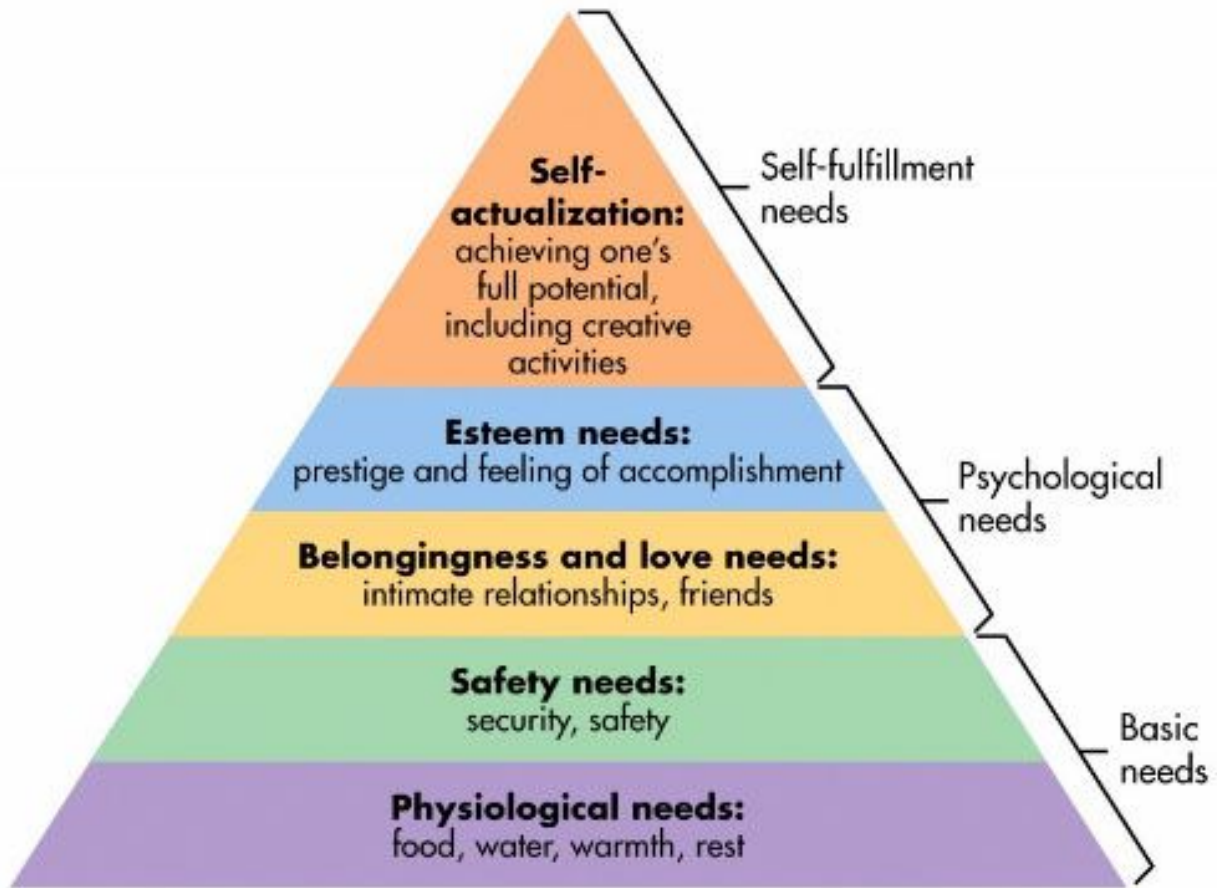 Self-
actualization:
achieving one's
full potential,
including creative
activities
Self-fulfillment
needs
Esteem needs:
prestige and feeling of accomplishment
Belongingness and love needs:
intimate relationships, friends
Psychological
needs
Safety needs:
security, safety
Physiological needs:
food, water, warmth, rest
Basic
needs